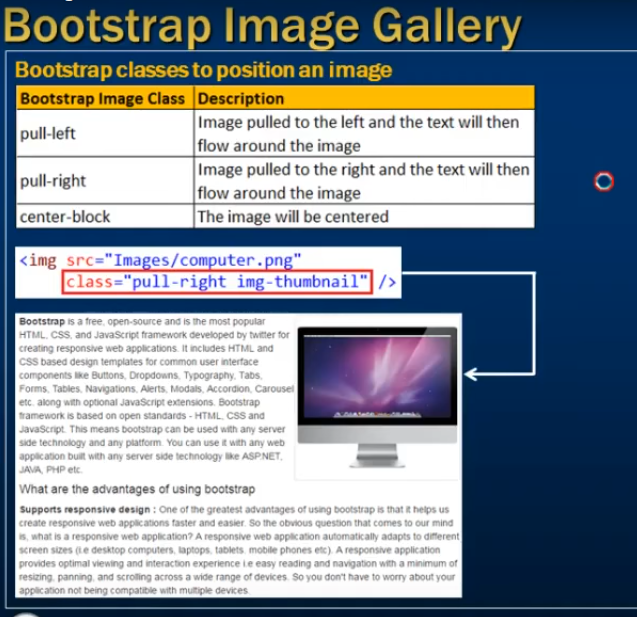 Bootstrap Image Gallery
Bootstrap classes to position an image
Bootstrap Image Class Description
pull-left
Image pulled to the left and the text will then
flow around the image
pull-right
Image pulled to the right and the text will then
flow around the image
center-block The image will be centered
<img src="Images/computer.png"
class="pull-right img-thumbnail" />
Bootstrap is a free, open-source and is the most popular
HTML, CSS, and JavaScript framework developed by twitter for
creating responsive web applications. It includes HTML and
CSS based design templates for common user interface
components like Buttons, Dropdowns, Typography, Tabs,
Forms, Tables, Navigations, Alerts, Modals, Accordion, Carousel
etc. along with optional JavaScript extensions. Bootstrap
framework is based on open standards - HTML, CSS and
JavaScript. This means bootstrap can be used with any server
side technology and any platform. You can use it with any web
application built with any server side technology like ASP.NET,
JAVA, PHP etc.
What are the advantages of using bootstrap
Supports responsive design : One of the greatest advantages of using bootstrap is that it helps us
create responsive web applications faster and easier. So the obvious question that comes to our mind
is, what is a responsive web application? A responsive web application automatically adapts to different
screen sizes (i.e desktop computers, laptops, tablets. mobile phones etc). A responsive application
provides optimal viewing and interaction experience i.e easy reading and navigation with a minimum of
resizing, panning, and scrolling across a wide range of devices. So you don't have to worry about your
application not being compatible with multiple devices.